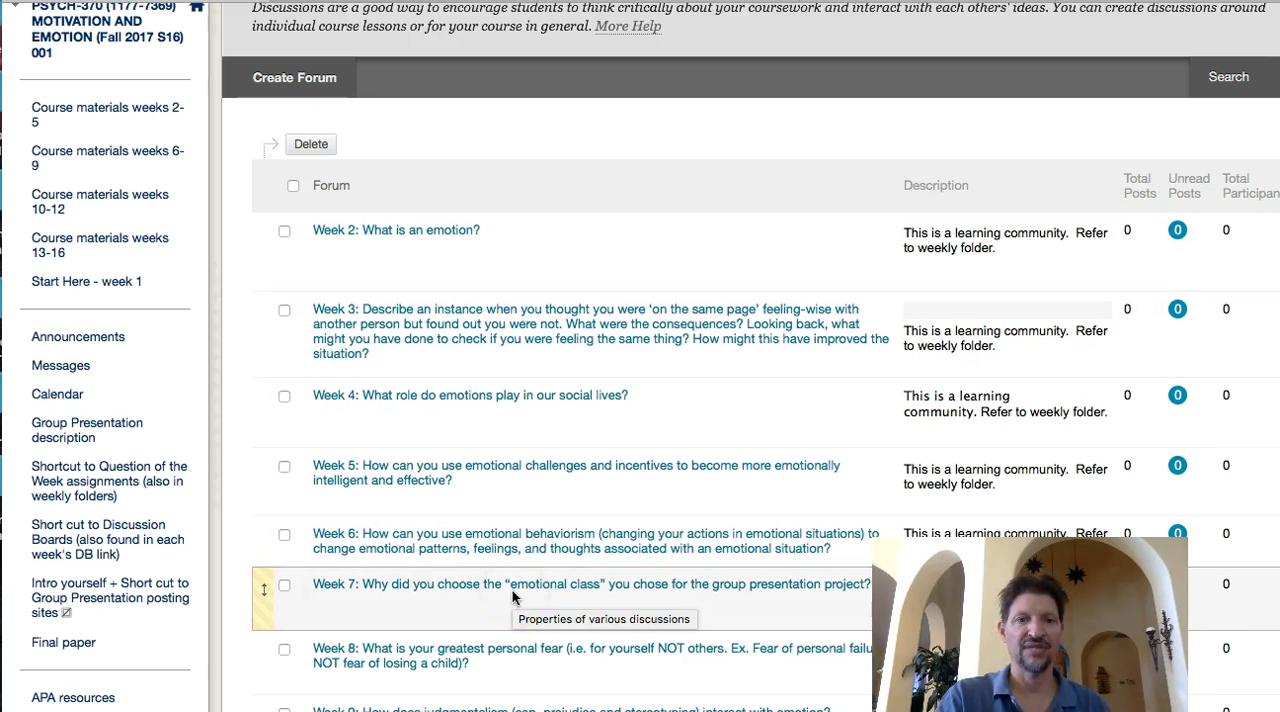 PSYCH-370 (1177-7369)
MOTIVATION AND
EMOTION (Fall 2017 S16)
001
Course materials weeks 2-
5
Course materials weeks 6-
9
Course materials weeks
10-12
Course materials weeks
13-16
Start Here - week 1
Announcements
Messages
Calendar
Group Presentation
description
Shortcut to Question of the
Week assignments (also in
weekly folders)
Short cut to Discussion
Boards (also found in each
week's DB link)
Intro yourself + Short cut to
Group Presentation posting
sites
Final paper
APA resources
Discussions are a good way to encourage students to think critically about your coursework and interact with each others' ideas. You can create discussions around
individual course lessons or for your course in general. More Help
Create Forum
Search
Delete
Forum
Description
Total
Posts
Unread
Posts
Total
Participan
Week 2: What is an emotion?
This is a learning community. Refer
to weekly folder.
0
0
0
Week 3: Describe an instance when you thought you were ‘on the same page’ feeling-wise with
another person but found out you were not. What were the consequences? Looking back, what
might you have done to check if you were feeling the same thing? How might this have improved the
situation?
This is a learning community. Refer
to weekly folder.
0
0
0
Week 4: What role do emotions play in our social lives?
This is a learning
community. Refer to weekly folder.
0
0
0
Week 5: How can you use emotional challenges and incentives to become more emotionally
intelligent and effective?
This is a learning community. Refer
to weekly folder.
0
0
0
Week 6: How can you use emotional behaviorism (changing your actions in emotional situations) to
change emotional patterns, feelings, and thoughts associated with an emotional situation?
This is a learning community. Refer
0
0
0
Week 7: Why did you choose the “emotional class” you chose for the group presentation project?
0
Properties of various discussions
Week 8: What is your greatest personal fear (i.e. for yourself NOT others. Ex. Fear of personal failu
NOT fear of losing a child)?
0
Week 9: How does judgmentalism (esp. prejudice and stereotyping) interact with emotion?